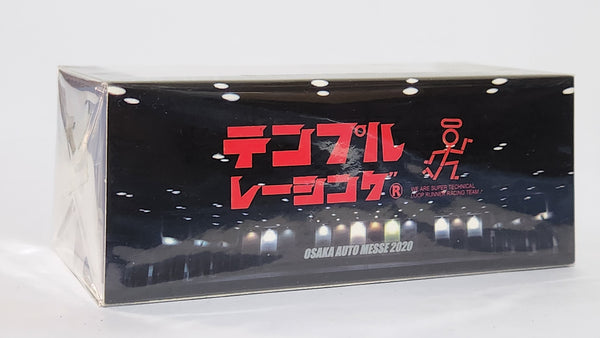 テンプル
レーシング®
WE ARE SUPER TECHNICAL
LOOP RUNNER RACING TEAM!
OSAKA AUTO MESSE 2020